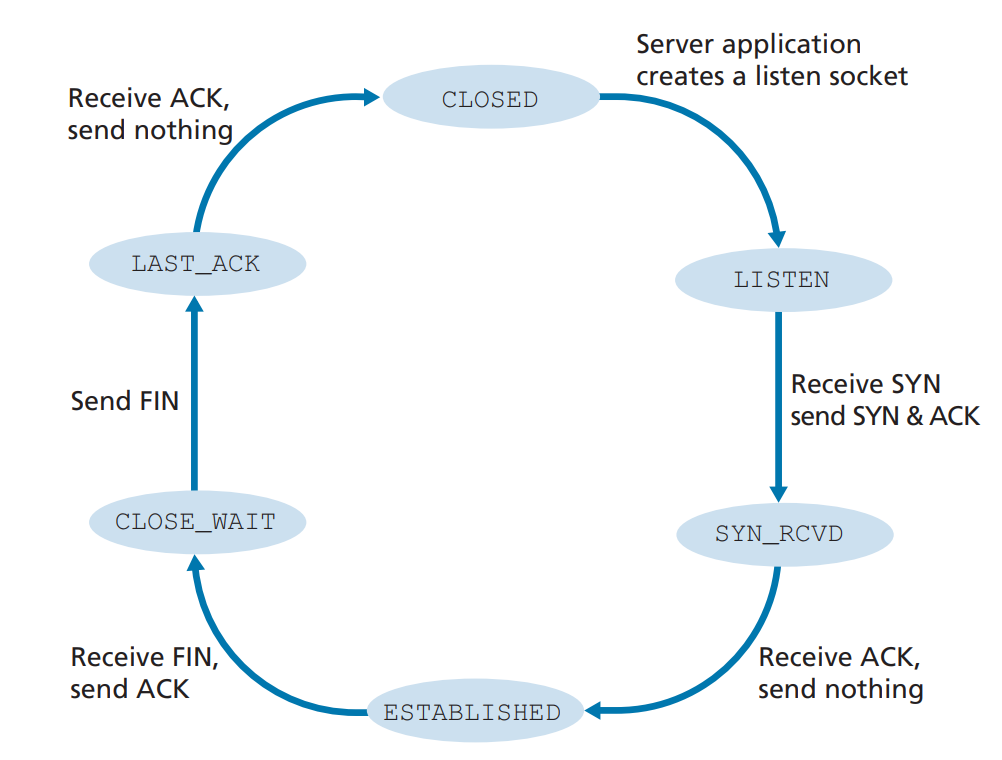 Server application
creates a listen socket
Receive ACK,
send nothing
CLOSED
LAST_ACK
LISTEN
Receive SYN
send SYN & ACK
Send FIN
CLOSE_WAIT
SYN_RCVD
Receive FIN,
send ACK
Receive ACK,
send nothing
ESTABLISHED